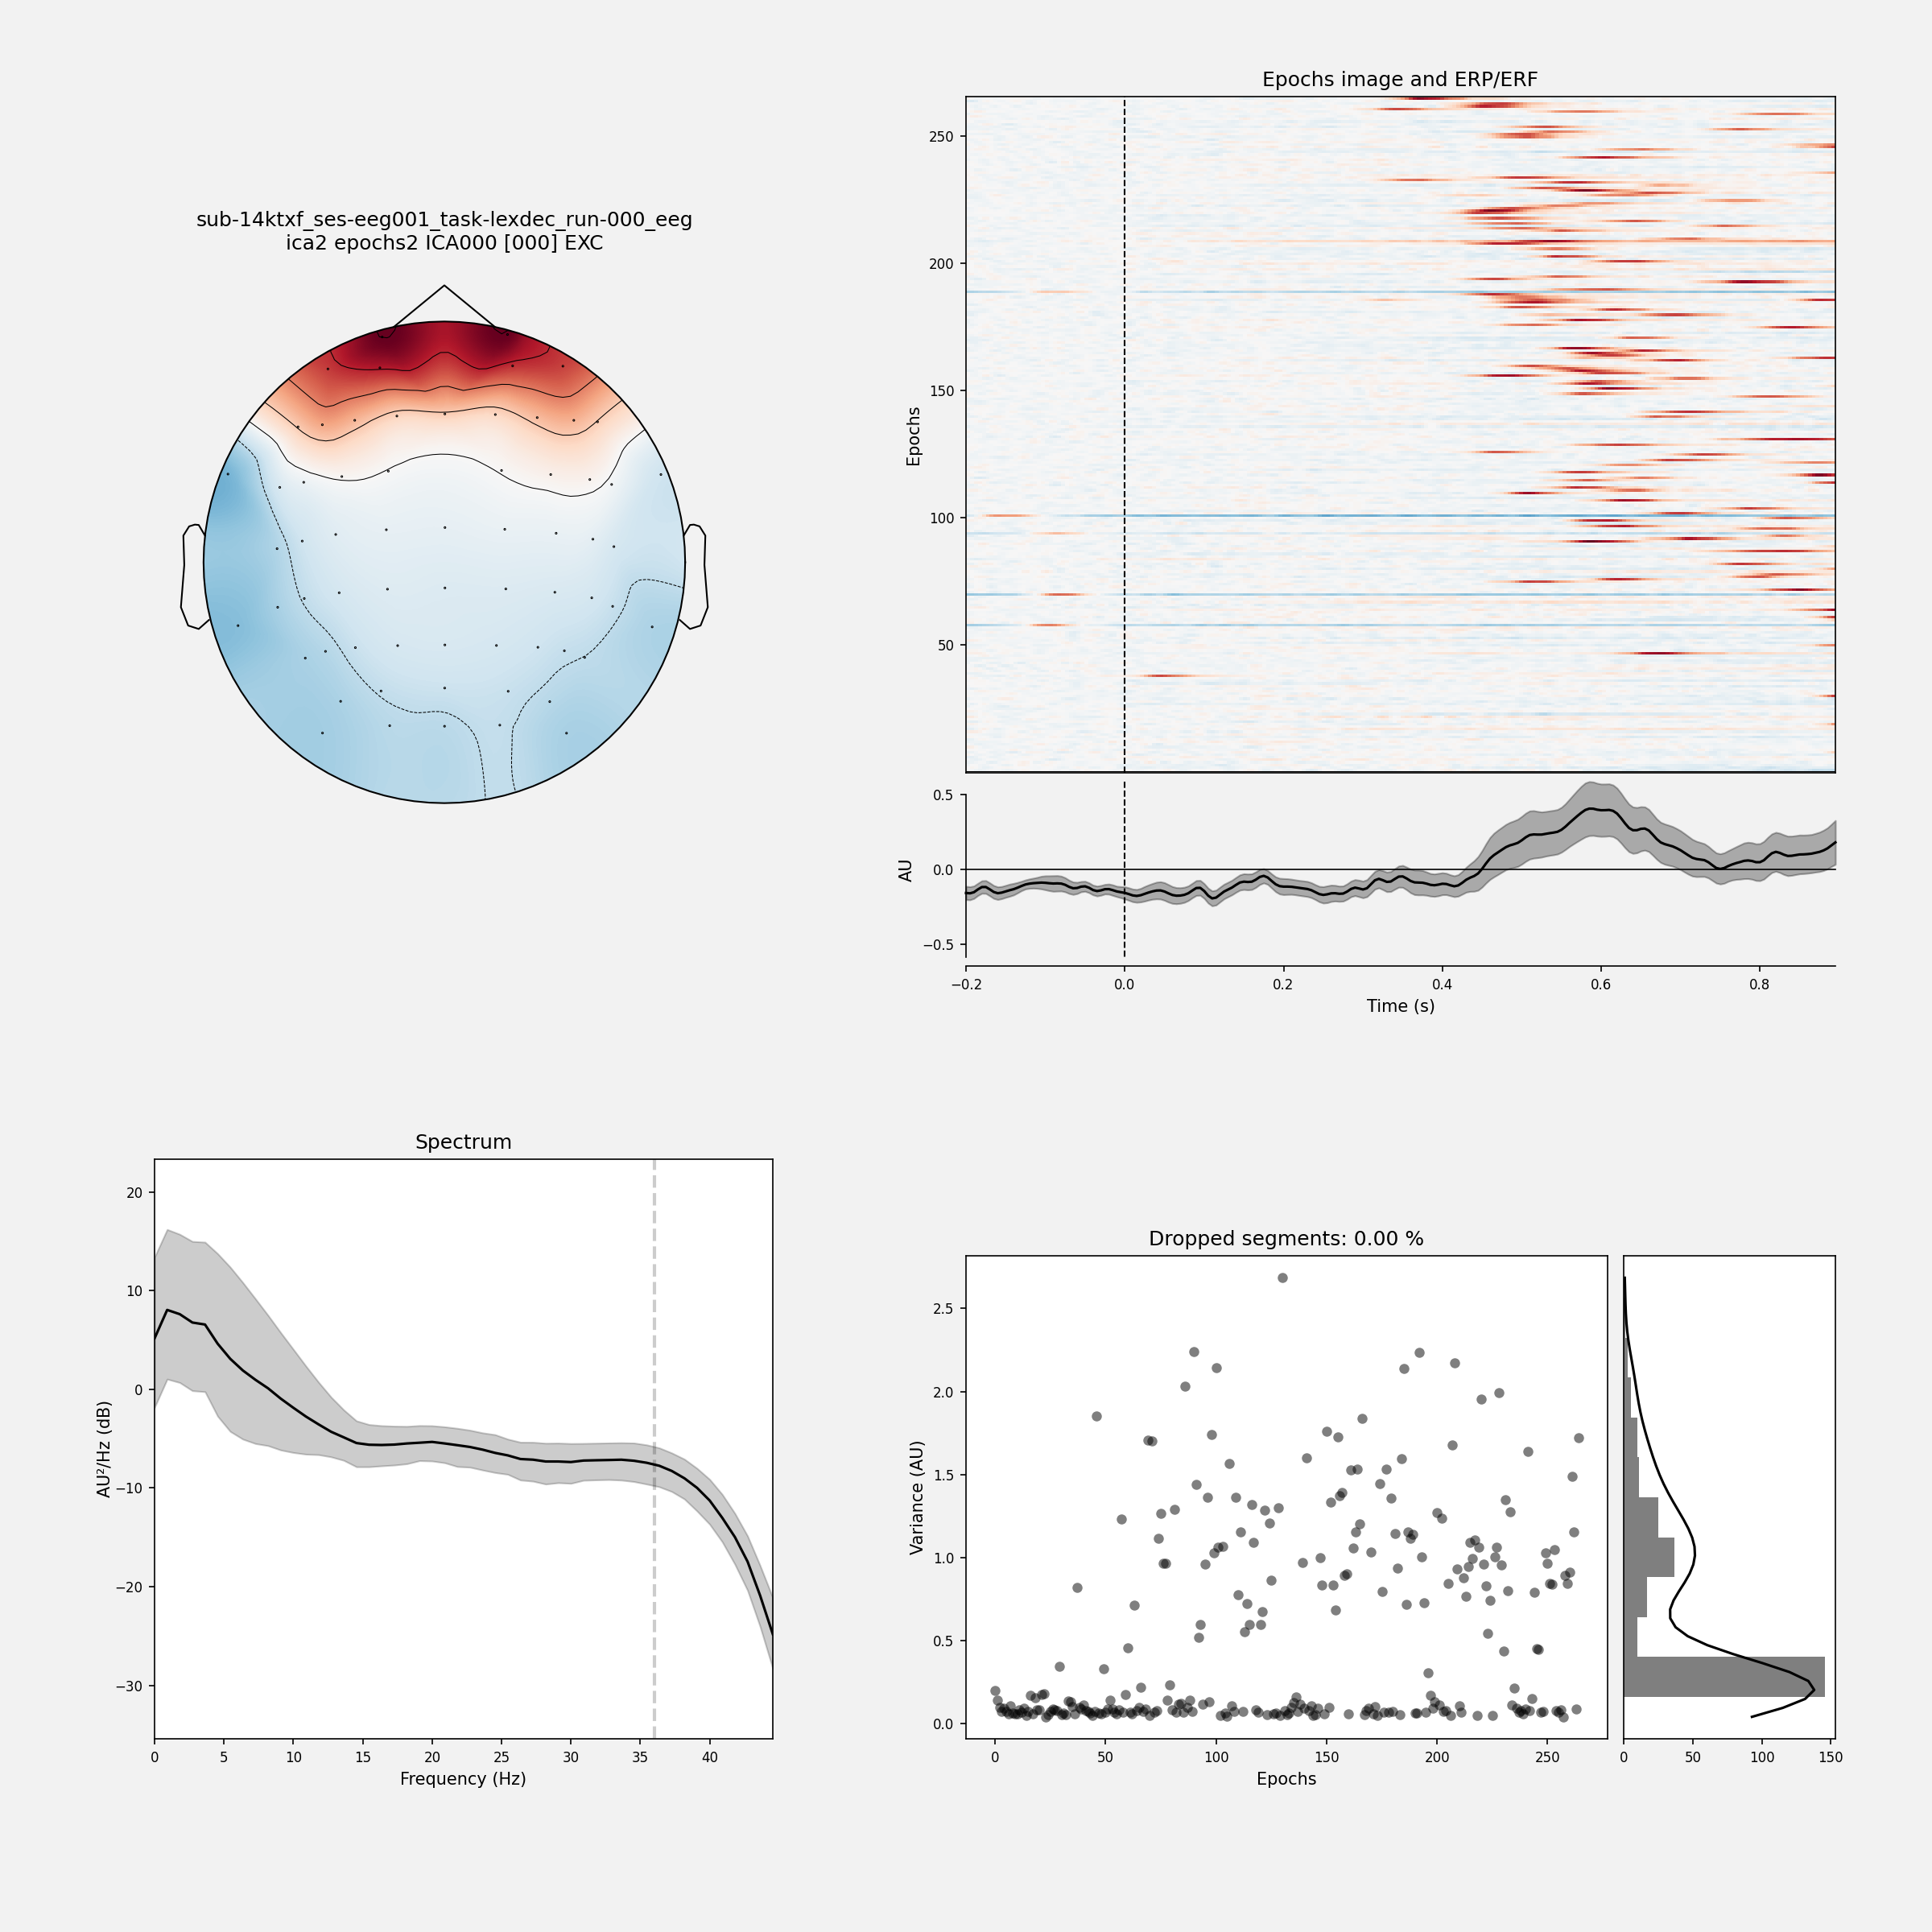 Epochs image and ERP/ERF
sub-14ktxf_ses-eeg001_task-lexdec_run-000_eeg
ica2 epochs2 ICA000 [000] EXC
Epochs
250
200
150
100
50
AU
0.5
0.0
−0.5
−0.2 0.0 0.2 0.4 0.6 0.8
Time (s)
Spectrum
AU²/Hz (dB)
20
10
0
−10
−20
−30
0 5 10 15 20 25 30 35 40
Frequency (Hz)
Dropped segments: 0.00 %
Variance (AU)
2.5
2.0
1.5
1.0
0.5
0.0
0 50 100 150 200 250
Epochs
0 50 100 150